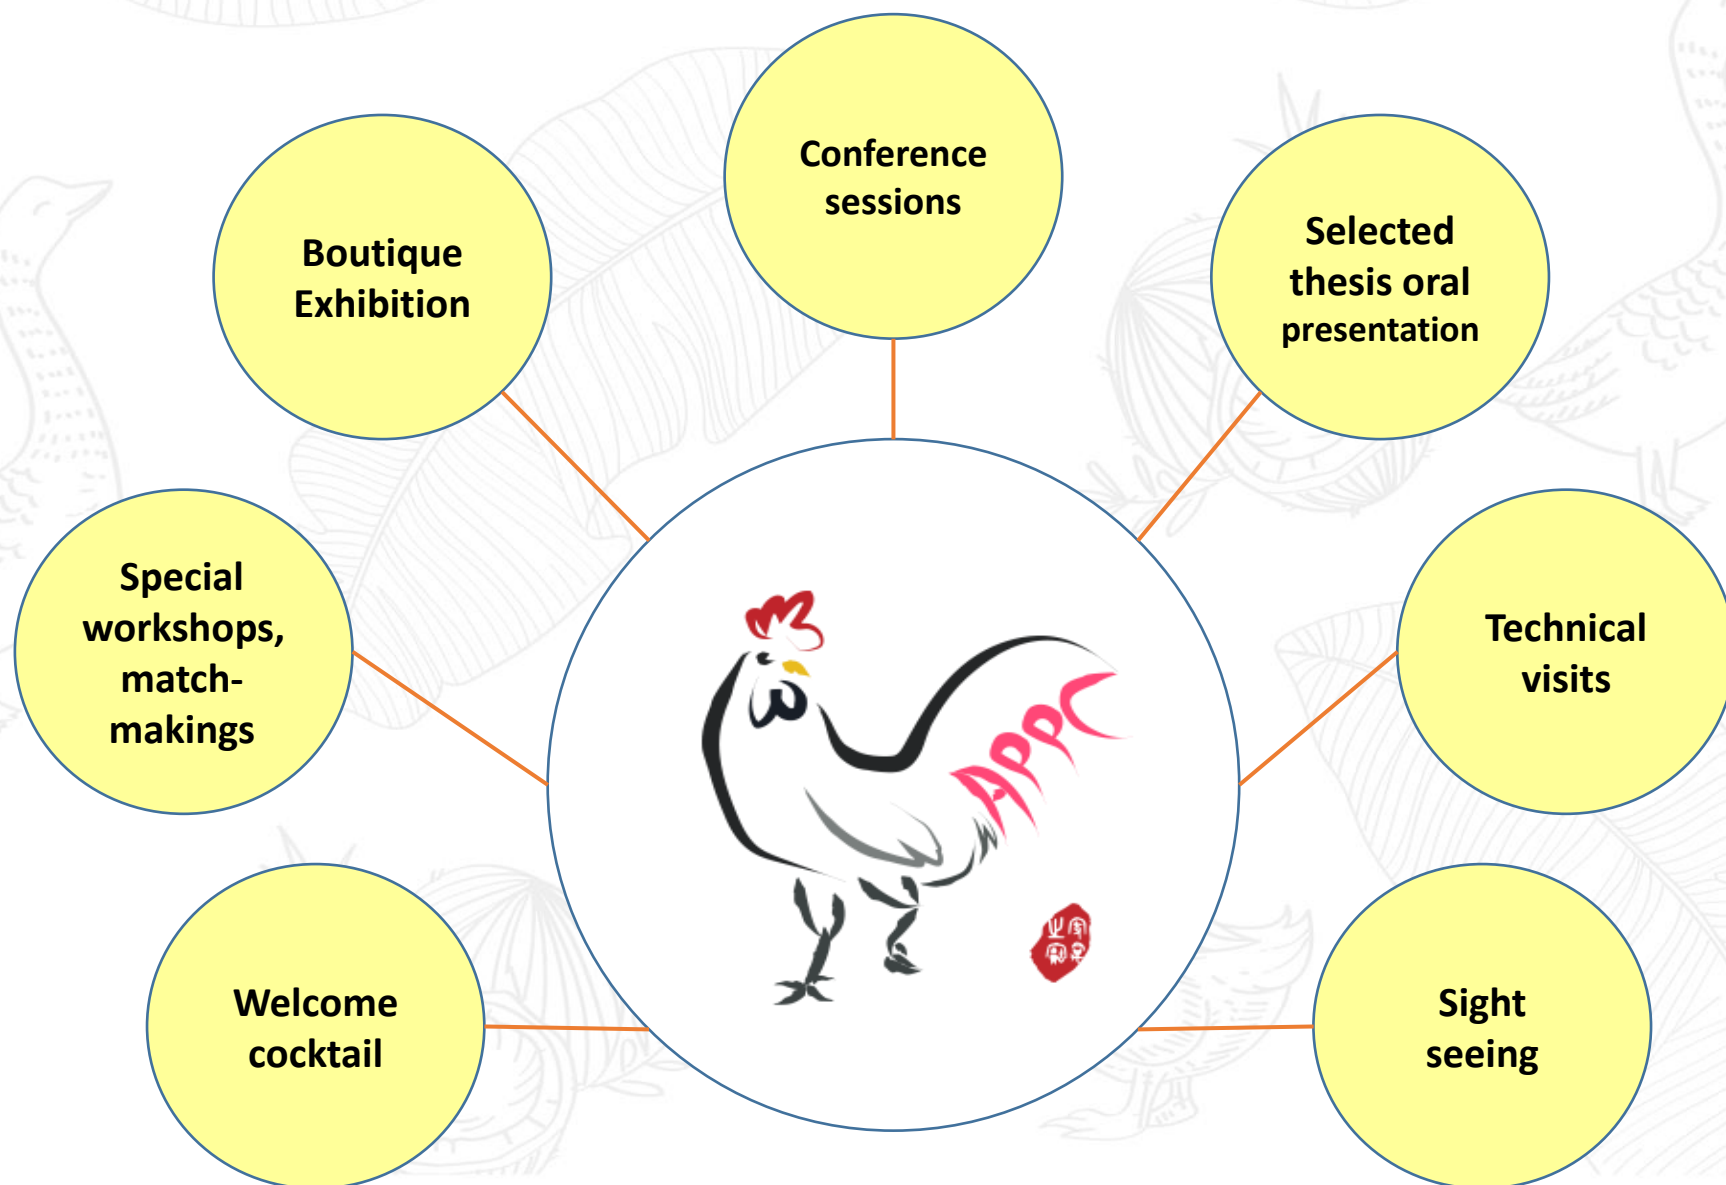 Conference
sessions
Boutique
Exhibition
Selected
thesis oral
presentation
Special
workshops,
match-
makings
Technical
visits
APPC
Welcome
cocktail
Sight
seeing